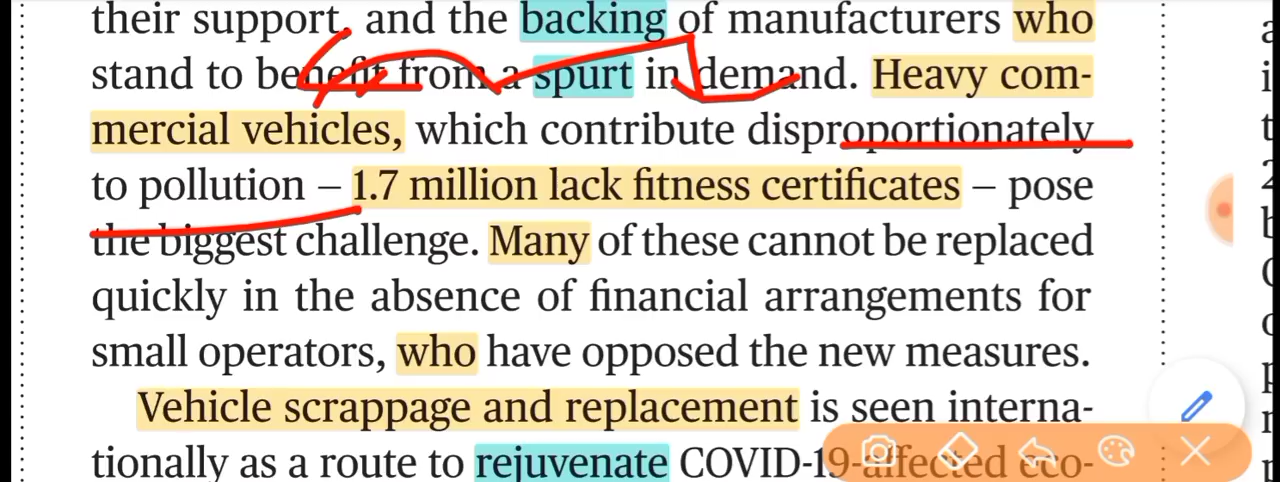 their support, and the backing of manufacturers who
stand to benefit from a spurt in demand. Heavy com-
mercial vehicles, which contribute disproportionately
to pollution – 1.7 million lack fitness certificates – pose
the biggest challenge. Many of these cannot be replaced
quickly in the absence of financial arrangements for
small operators, who have opposed the new measures.
Vehicle scrappage and replacement is seen interna-
tionally as a route to rejuvenate COVID-19-affected eco-